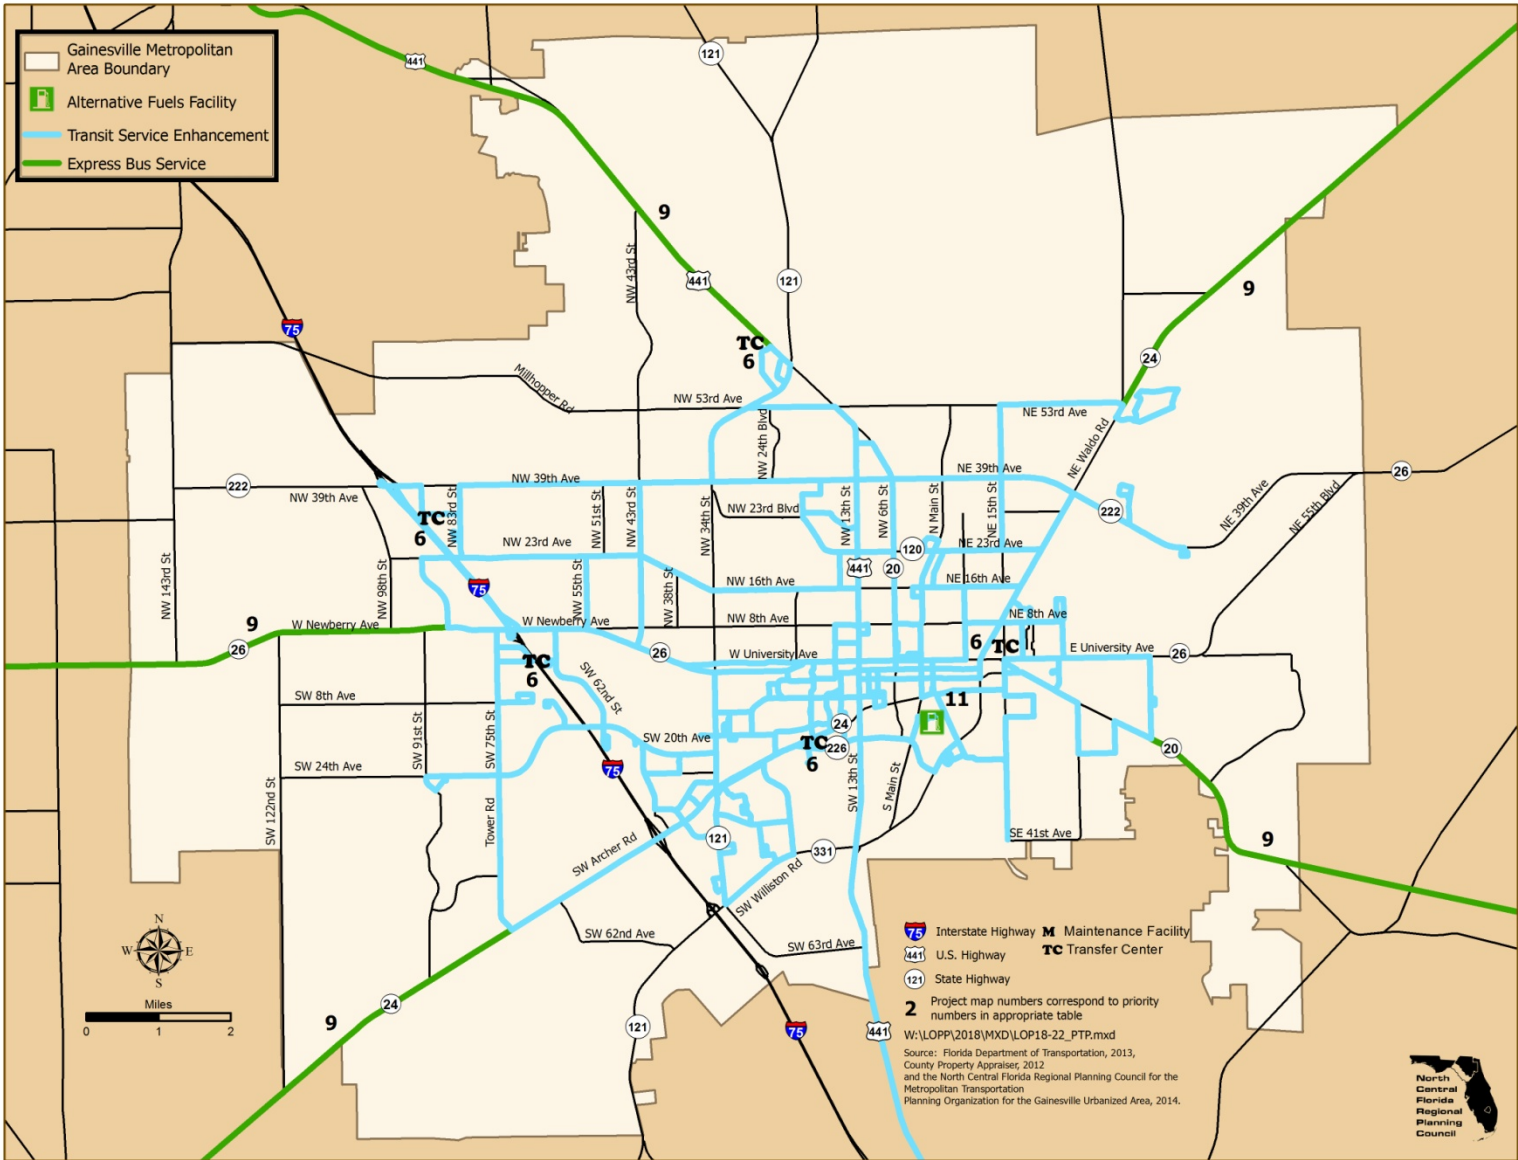 Gainesville Metropolitan
Area Boundary
Alternative Fuels Facility
Transit Service Enhancement
Express Bus Service
441
121
9
NW 43rd St
441
121
9
75
TC
6
24
Millhopper Rd
NW 53rd Ave
NE 53rd Ave
NW 24th Blvd
NE Waldo Rd
26
222
NW 39th Ave
NW 39th Ave
NE 39th Ave
NW 83rd St
NW 51st St
NW 43rd St
NW 34th St
NW 23rd Blvd
NW 13th St
NW 6th St
N Main St
NE 15th St
222
NE 39th Ave
NE 55th Blvd
TC
6
NW 23rd Ave
120
NE 23rd Ave
NW 143rd St
NW 98th St
75
NW 55th St
NW 38th St
NW 16th Ave
441
20
NE 16th Ave
9
W Newberry Ave
W Newberry Ave
NW 8th Ave
NE 8th Ave
26
26
W University Ave
6
TC
E University Ave
26
TC
6
SW 62nd St
SW 8th Ave
11
SW 91st St
SW 75th St
SW 20th Ave
24
TC
226
6
20
SW 24th Ave
75
SW 122nd St
Tower Rd
SW 13th St
S Main St
9
SW Archer Rd
121
331
SE 41st Ave
SW Williston Rd
SW 62nd Ave
SW 63rd Ave
24
9
121
75
441
N
W
E
S
Miles
0 1 2
75 Interstate Highway M Maintenance Facility
441 U.S. Highway TC Transfer Center
121 State Highway
2 Project map numbers correspond to priority
numbers in appropriate table
W:\LOPP\2018\MXD\LOP18-22_PTP.mxd
Source: Florida Department of Transportation, 2013,
County Property Appraiser, 2012
and the North Central Florida Regional Planning Council for the
Metropolitan Transportation
Planning Organization for the Gainesville Urbanized Area, 2014.
North
Central
Florida
Regional
Planning
Council